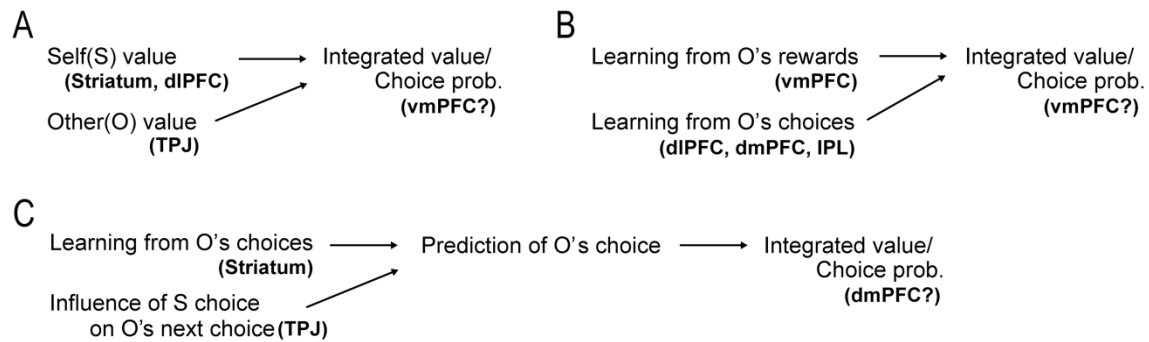 A
Self(S) value
(Striatum, dlPFC)
Other(O) value
(TPJ)
Integrated value/
Choice prob.
(vmPFC?)
B
Learning from O's rewards
(vmPFC)
Learning from O's choices
(dlPFC, dmPFC, IPL)
Integrated value/
Choice prob.
(vmPFC?)
C
Learning from O's choices
(Striatum)
Influence of S choice
on O's next choice (TPJ)
Prediction of O's choice
Integrated value/
Choice prob.
(dmPFC?)